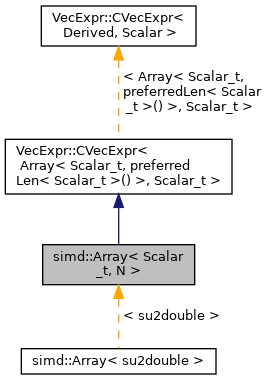 VecExpr::CVecExpr<
Derived, Scalar >
< Array< Scalar_t,
preferredLen< Scalar
_t >() >, Scalar_t >
VecExpr::CVecExpr<
Array< Scalar_t, preferred
Len< Scalar_t >() >, Scalar_t >
simd::Array< Scalar
_t, N >
< su2double >
simd::Array< su2double >